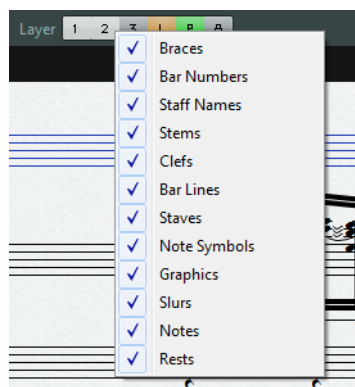 Layer 1 2 3 L P A
Braces
Bar Numbers
Staff Names
Stems
Clefs
Bar Lines
Staves
Note Symbols
Graphics
Slurs
Notes
Rests